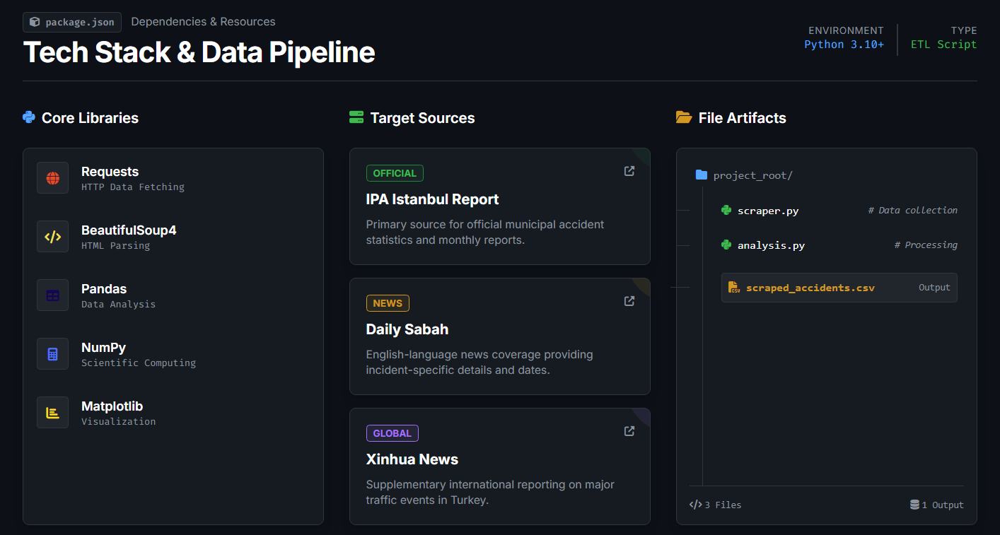 package.json Dependencies & Resources
Tech Stack & Data Pipeline
ENVIRONMENT
Python 3.10+
TYPE
ETL Script
Core Libraries
Requests
HTTP Data Fetching
BeautifulSoup4
HTML Parsing
Pandas
Data Analysis
NumPy
Scientific Computing
Matplotlib
Visualization
Target Sources
OFFICIAL
IPA Istanbul Report
Primary source for official municipal accident
statistics and monthly reports.
NEWS
Daily Sabah
English-language news coverage providing
incident-specific details and dates.
GLOBAL
Xinhua News
Supplementary international reporting on major
traffic events in Turkey.
File Artifacts
project_root/
scraper.py # Data collection
analysis.py # Processing
CSV scraped_accidents.csv Output
3 Files 1 Output